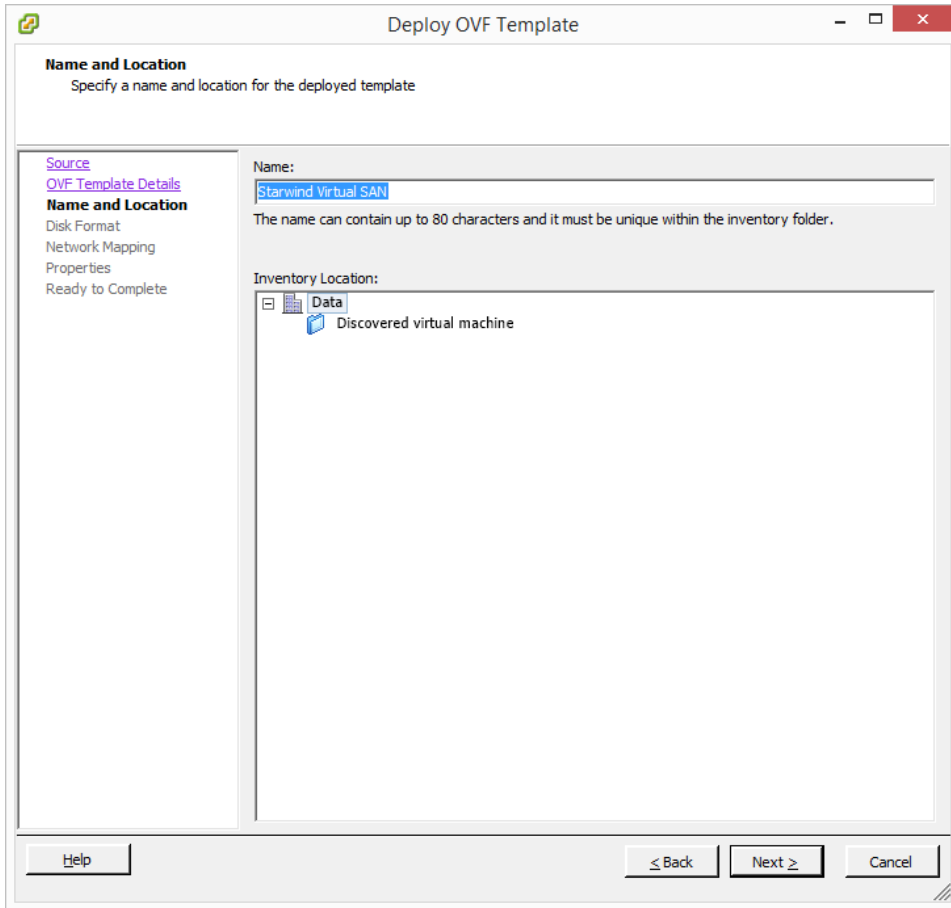 Deploy OVF Template
Name and Location
Specify a name and location for the deployed template
Source
OVF Template Details
Name and Location
Disk Format
Network Mapping
Properties
Ready to Complete
Name:
Starwind Virtual SAN
The name can contain up to 80 characters and it must be unique within the inventory folder.
Inventory Location:
Data
Discovered virtual machine
Help
< Back
Next >
Cancel